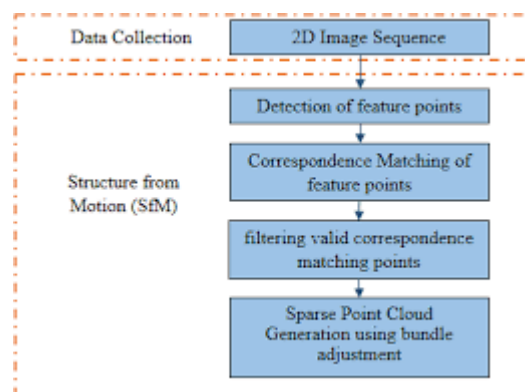 Data Collection
2D Image Sequence
Detection of feature points
Correspondence Matching of
feature points
Structure from
Motion (SfM)
filtering valid correspondence
matching points
Sparse Point Cloud
Generation using bundle
adjustment